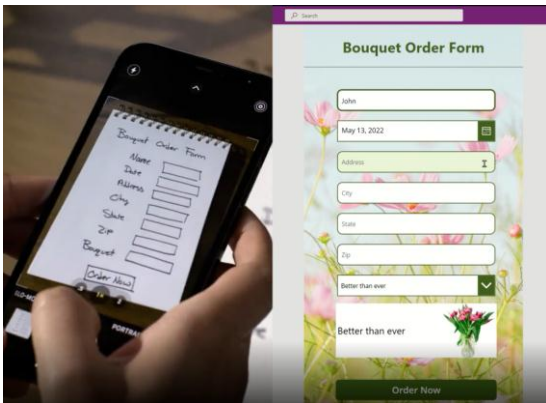 Bouquet Order Form
Name
Date
Address
City
State
Zip
Bouquet
Order Now
PORTRAI
Search
Bouquet Order Form
John
May 13, 2022
Address
City
State
Zip
Better than ever
Better than ever
Order Now